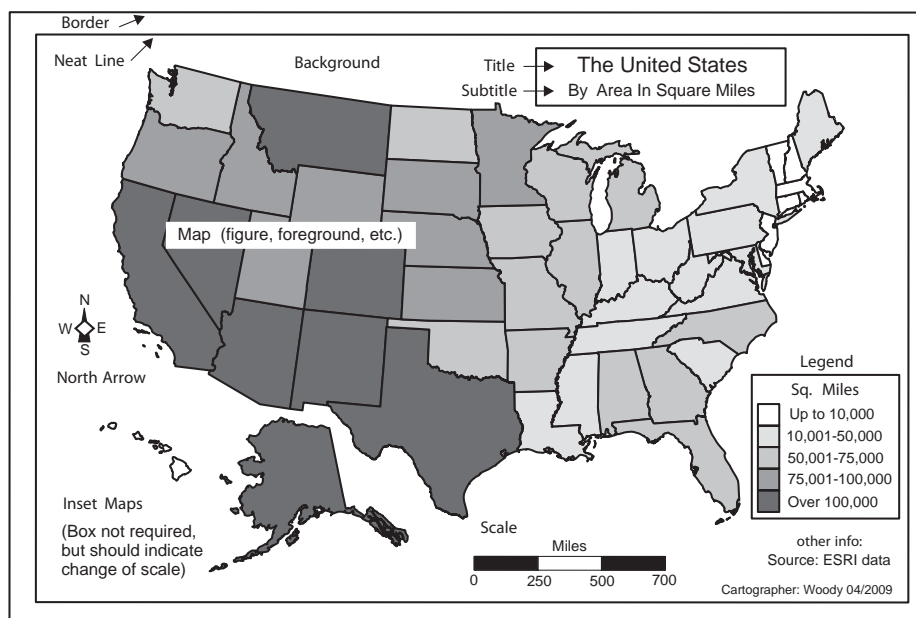 Border
Neat Line
Background
Title
The United States
Subtitle
By Area In Square Miles
Map (figure, foreground, etc.)
N
W E
S
North Arrow
Legend
Sq. Miles
Up to 10,000
10,001-50,000
50,001-75,000
75,001-100,000
Over 100,000
Inset Maps
(Box not required,
but should indicate
change of scale)
Scale
Miles
0 250 500 700
other info:
Source: ESRI data
Cartographer: Woody 04/2009